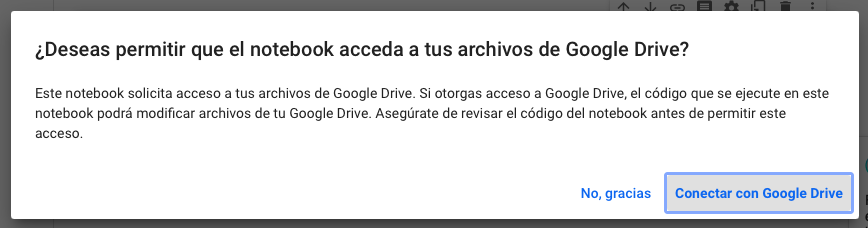 ¿Deseas permitir que el notebook acceda a tus archivos de Google Drive?
Este notebook solicita acceso a tus archivos de Google Drive. Si otorgas acceso a Google Drive, el código que se ejecute en este
notebook podrá modificar archivos de tu Google Drive. Asegúrate de revisar el código del notebook antes de permitir este
acceso.
No, gracias
Conectar con Google Drive